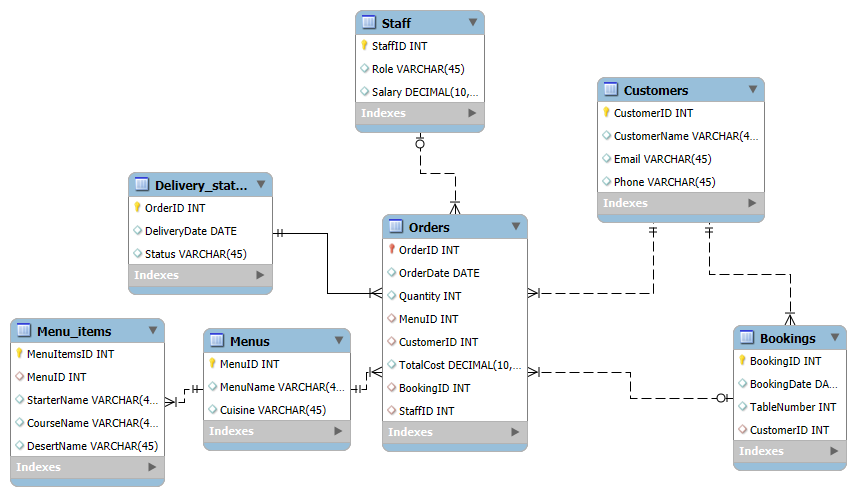 Staff
StaffID INT
Role VARCHAR(45)
Salary DECIMAL(10,...
Indexes
Customers
CustomerID INT
CustomerName VARCHAR(4...
Email VARCHAR(45)
Phone VARCHAR(45)
Indexes
Delivery_stat...
OrderID INT
DeliveryDate DATE
Status VARCHAR(45)
Indexes
Orders
OrderID INT
OrderDate DATE
Quantity INT
MenuID INT
CustomerID INT
TotalCost DECIMAL(10,...
BookingID INT
StaffID INT
Indexes
Menu_items
MenuItemsID INT
MenuID INT
StarterName VARCHAR(4...
CourseName VARCHAR(4...
DesertName VARCHAR(45)
Indexes
Menus
MenuID INT
MenuName VARCHAR(4...
Cuisine VARCHAR(45)
Indexes
Bookings
BookingID INT
BookingDate DA...
TableNumber INT
CustomerID INT
Indexes